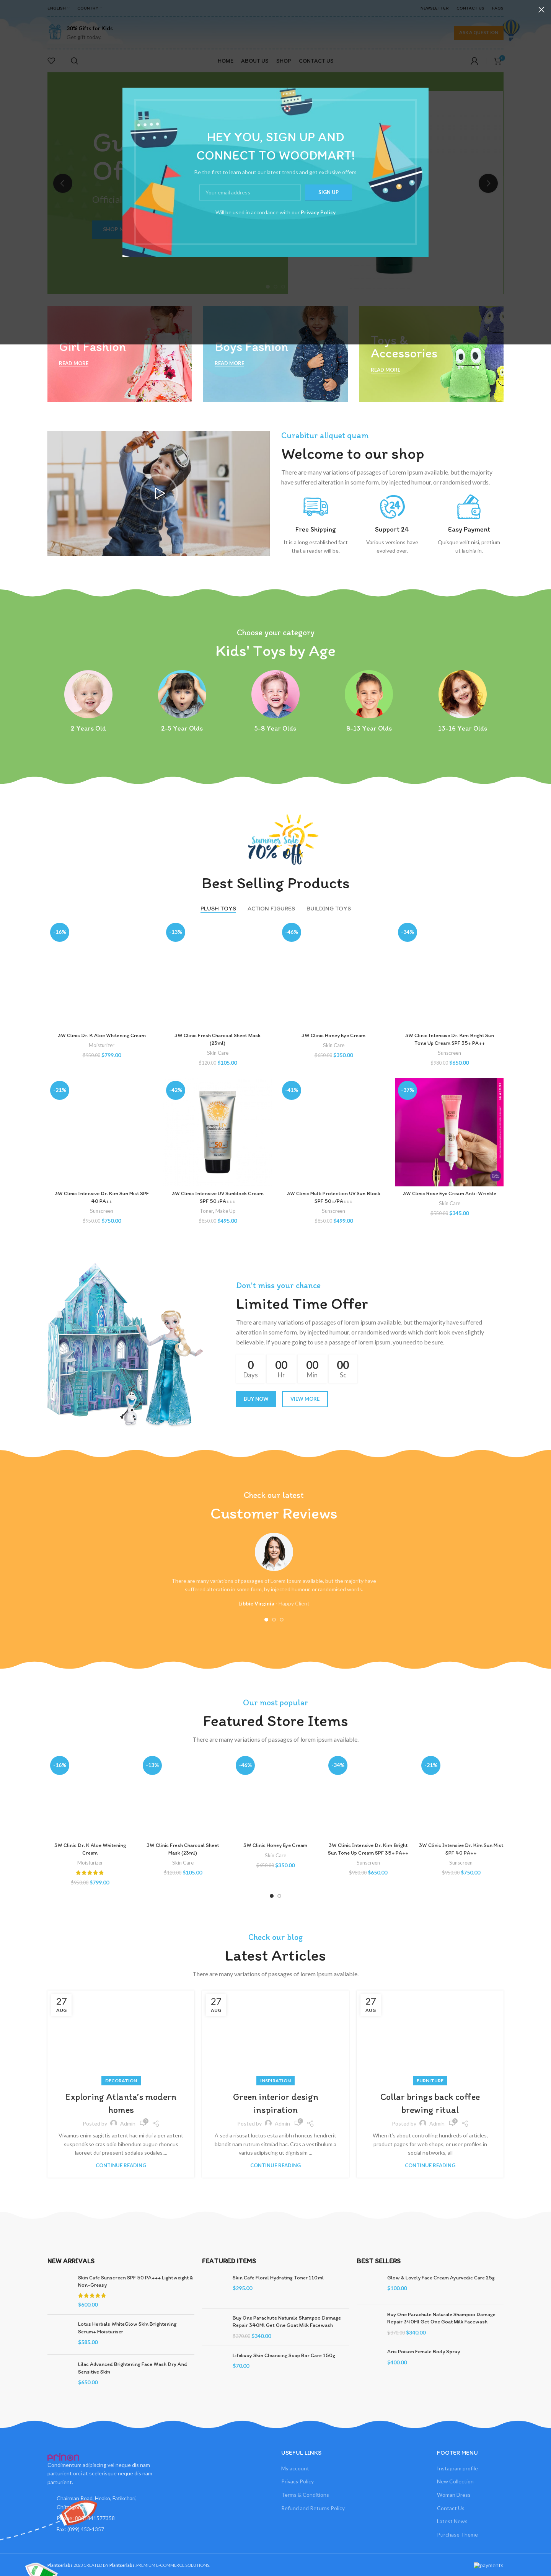 ENGLISH
COUNTRY
NEWSLETTER
CONTACT US
FAQS
30% Gifts for Kids
Get gift today.
HOME
ABOUT US
SHOP
CONTACT US
HEY YOU, SIGN UP AND
CONNECT TO WOODMART!
Be the first to learn about our latest trends and get exclusive offers
Your email address
SIGN UP
Will be used in accordance with our Privacy Policy
Girl Fashion
READ MORE
Boys Fashion
READ MORE
Toys &
Accessories
READ MORE
Curabitur aliquet quam
Welcome to our shop
There are many variations of passages of Lorem Ipsum available, but the majority have
suffered alteration in some form, by injected humour, or randomised words.
Free Shipping
It is a long established fact
that a reader will be.
Support 24
Various versions have
evolved over.
Easy Payment
Quisque velit nisi, pretium
ut lacinia in.
Choose your category
Kids' Toys by Age
2 Years Old
2-5 Year Olds
5-8 Year Olds
8-13 Year Olds
13-16 Year Olds
Summer Sale
70% off
Best Selling Products
PLUSH TOYS
ACTION FIGURES
BUILDING TOYS
-16%
-13%
-46%
-34%
3W Clinic Dr. K Aloe Whitening Cream
Moisturizer
$950.00 $799.00
3W Clinic Fresh Charcoal Sheet Mask
(23ml)
Skin Care
$120.00 $105.00
3W Clinic Honey Eye Cream
Skin Care
$650.00 $350.00
3W Clinic Intensive Dr. Kim Bright Sun
Tone Up Cream SPF 35+ PA++
Sunscreen
$980.00 $650.00
-21%
-42%
-41%
-37%
3W Clinic Intensive Dr. Kim Sun Mist SPF
40 PA++
Sunscreen
$950.00 $750.00
3W Clinic Intensive UV Sunblock Cream
SPF 50+PA+++
Toner, Make Up
$850.00 $495.00
3W Clinic Multi Protection UV Sun Block
SPF 50+/PA+++
Sunscreen
$850.00 $499.00
3W Clinic Rose Eye Cream Anti-Wrinkle
Skin Care
$550.00 $345.00
Don't miss your chance
Limited Time Offer
There are many variations of passages of lorem ipsum available, but the majority have suffered
alteration in some form, by injected humour, or randomised words which don't look even slightly
believable. If you are going to use a passage of lorem ipsum, you need to be sure.
0 Days
00 Hr
00 Min
00 Sc
BUY NOW
VIEW MORE
Check our latest
Customer Reviews
There are many variations of passages of Lorem Ipsum available, but the majority have
suffered alteration in some form, by injected humour, or randomised words
Libbie Virginia - Happy Client
Our most popular
Featured Store Items
There are many variations of passages of lorem ipsum available.
-16%
-13%
-46%
-34%
-21%
3W Clinic Dr. K Aloe Whitening
Cream
Moisturizer
$950.00 $799.00
3W Clinic Fresh Charcoal Sheet
Mask (23ml)
Skin Care
$120.00 $105.00
3W Clinic Honey Eye Cream
Skin Care
$650.00 $350.00
3W Clinic Intensive Dr. Kim Bright
Sun Tone Up Cream SPF 35+ PA++
Sunscreen
$980.00 $650.00
3W Clinic Intensive Dr. Kim Sun Mist
SPF 40 PA++
Sunscreen
$950.00 $750.00
Check our blog
Latest Articles
There are many variations of passages of lorem ipsum available.
27
AUG
DECORATION
Exploring Atlanta's modern
homes
Posted by Admin
Vivamus enim sagittis aptent hac mi dui a per aptent
suspendisse cras odio bibendum augue rhoncus
laoreet dui praesent sodales sodales....
CONTINUE READING
27
AUG
INSPIRATION
Green interior design
inspiration
Posted by Admin
A sed a risusat luctus esta anibh rhoncus hendrerit
blandit nam rutrum sitmiad hac. Cras a vestibulum a
varius adipiscing ut dignissim ...
CONTINUE READING
27
AUG
FURNITURE
Collar brings back coffee
brewing ritual
Posted by Admin
When it's about controlling hundreds of articles,
product pages for web shops, or user profiles in
social networks, all
CONTINUE READING
NEW ARRIVALS
Skin Cafe Sunscreen SPF 50 PA+++ Lightweight &
Non-Greasy
$600.00
Lotus Herbals WhiteGlow Skin Brightening
Serum+ Moisturiser
$585.00
Lilac Advanced Brightening Face Wash Dry And
Sensitive Skin
$650.00
FEATURED ITEMS
Skin Cafe Floral Hydrating Toner 110ml
$295.00
Buy One Parachute Naturale Shampoo Damage
Repair 340Ml Get One Goat Milk Facewash
$370.00 $340.00
Lifebuoy Skin Cleansing Soap Bar Care 150g
$70.00
BEST SELLERS
Glow & Lovely Face Cream Ayurvedic Care 25g
$100.00
Buy One Parachute Naturale Shampoo Damage
Repair 340Ml Get One Goat Milk Facewash
$370.00 $340.00
Aris Poison Female Body Spray
$400.00
Condimentum adipiscing vel neque dis nam
parturient orci at scelerisque neque dis nam
parturient.
Chairman Road, Heako, Fatikchari,
Fax: (099) 453-1357
USEFUL LINKS
My account
Privacy Policy
Terms & Conditions
Refund and Returns Policy
FOOTER MENU
Instagram profile
New Collection
Woman Dress
Contact Us
Latest News
Purchase Theme
Plantiverlabs 2023 CREATED BY Plantiverlabs. PREMIUM E-COMMERCE SOLUTIONS.
payments